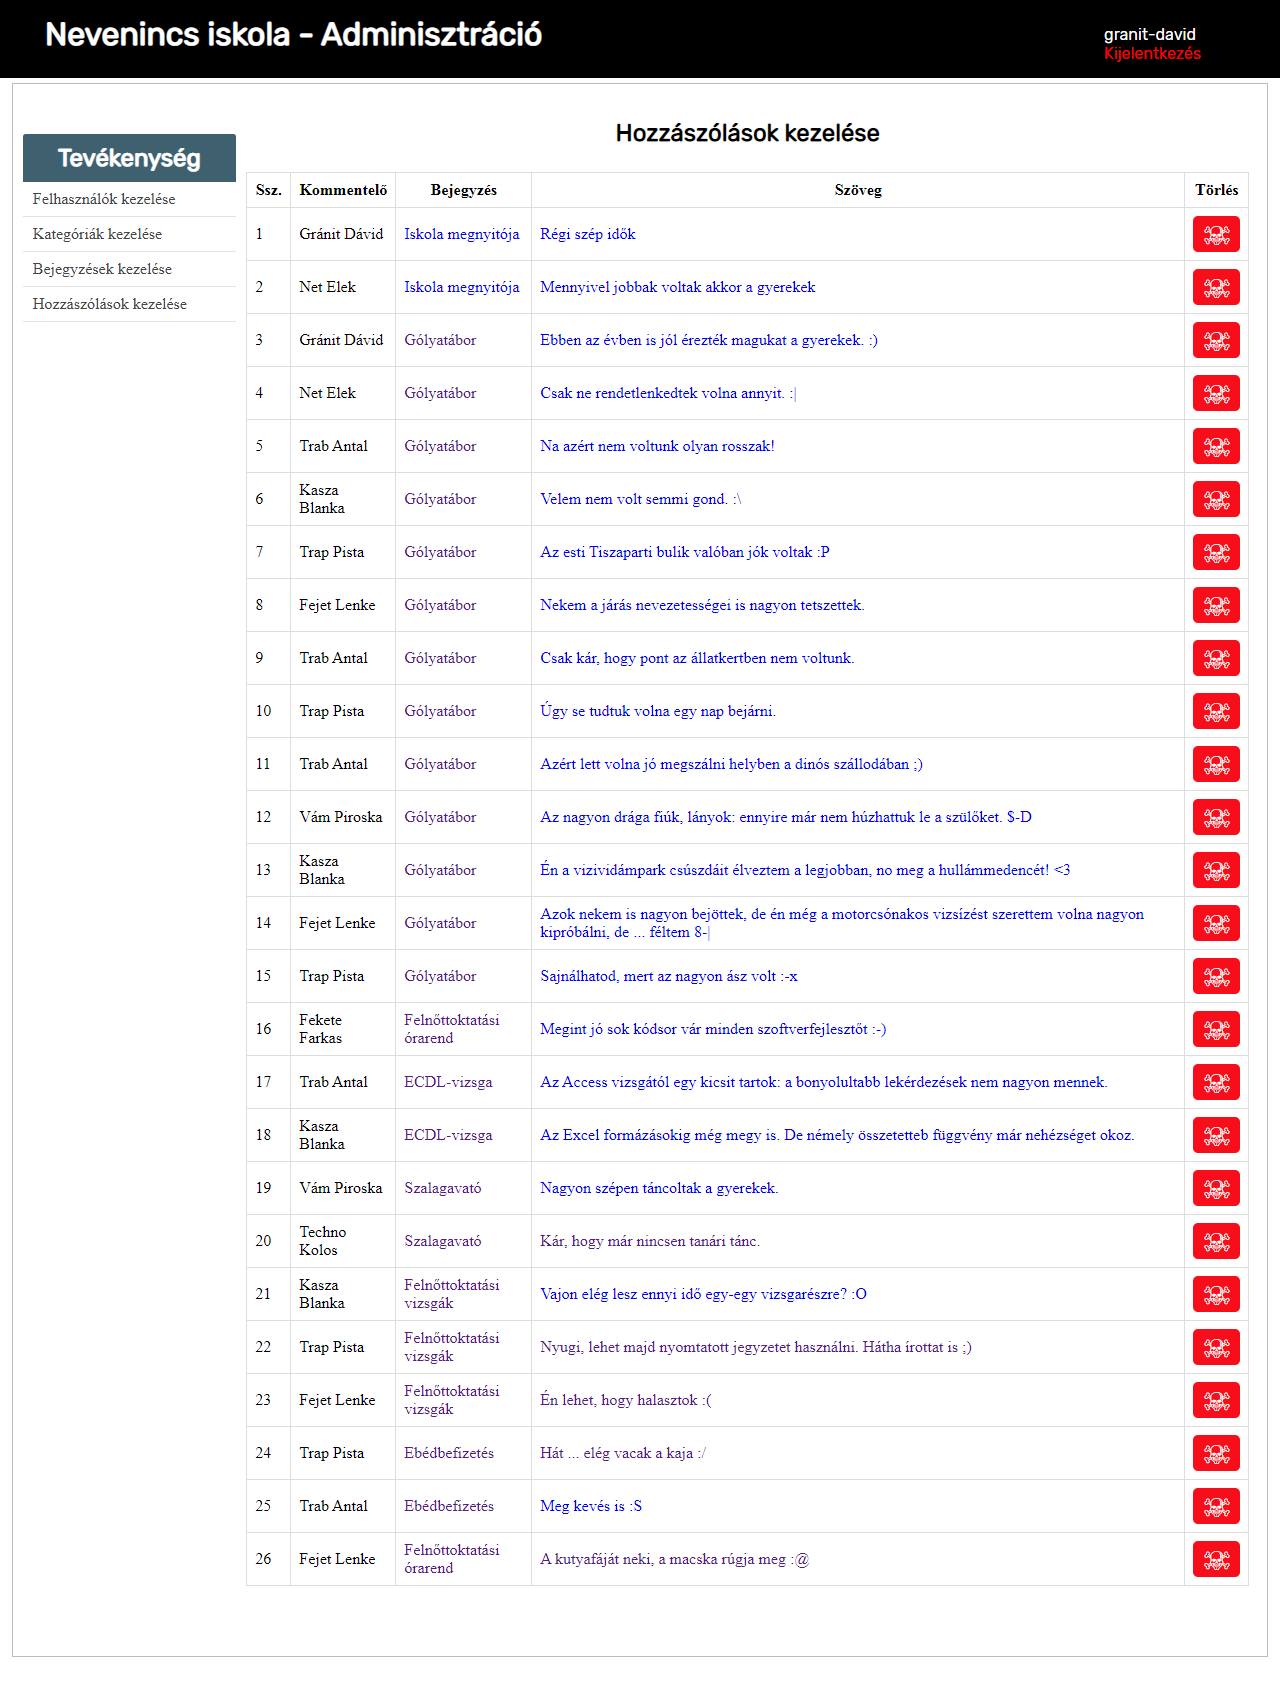 Nevenincs iskola - Adminisztráció
granit-david
Kijelentkezés
Tevékenység
Felhasználók kezelése
Kategóriák kezelése
Bejegyzések kezelése
Hozzászólások kezelése
Hozzászólások kezelése
Ssz. Kommentelő Bejegyzés Szöveg Törlés
1 Gránit Dávid Iskola megnyitója Régi szép idők
2 Net Elek Iskola megnyitója Mennyivel jobbak voltak akkor a gyerekek
3 Gránit Dávid Gólyatábor Ebben az évben is jól érezték magukat a gyerekek. :)
4 Net Elek Gólyatábor Csak ne rendetlenkedtek volna annyit. :|
5 Trab Antal Gólyatábor Na azért nem voltunk olyan rosszak!
6 Kasza Blanka Gólyatábor Velem nem volt semmi gond. :\
7 Trap Pista Gólyatábor Az esti Tiszaparti bulik valóban jók voltak :P
8 Fejet Lenke Gólyatábor Nekem a járás nevezetességei is nagyon tetszettek.
9 Trab Antal Gólyatábor Csak kár, hogy pont az állatkertben nem voltunk.
10 Trap Pista Gólyatábor Úgy se tudtuk volna egy nap bejárni.
11 Trab Antal Gólyatábor Azért lett volna jó megszálni helyben a dinós szállodában ;)
12 Vám Piroska Gólyatábor Az nagyon drága fiúk, lányok: ennyire már nem húzhattuk le a szülőket. $-D
13 Kasza Blanka Gólyatábor Én a vizividámpark csúszdáit élveztem a legjobban, no meg a hullámmedencét! <3
14 Fejet Lenke Gólyatábor Azok nekem is nagyon bejöttek, de én még a motorcsónakos vizsízést szerettem volna nagyon
kipróbálni, de ... féltem 8-|
15 Trap Pista Gólyatábor Sajnálhatod, mert az nagyon ász volt :-x
16 Fekete Farkas Felnőttoktatási órarend Megint jó sok kódsor vár minden szoftverfejlesztőt :-)
17 Trab Antal ECDL-vizsga Az Access vizsgától egy kicsit tartok: a bonyolultabb lekérdezések nem nagyon mennek.
18 Kasza Blanka ECDL-vizsga Az Excel formázásokig még megy is. De némely összetetteb függvény már nehézséget okoz.
19 Vám Piroska Szalagavató Nagyon szépen táncoltak a gyerekek.
20 Techno Kolos Szalagavató Kár, hogy már nincsen tanári tánc.
21 Kasza Blanka Felnőttoktatási vizsgák Vajon elég lesz ennyi idő egy-egy vizsgarészre? :O
22 Trap Pista Felnőttoktatási vizsgák Nyugi, lehet majd nyomtatott jegyzetet használni. Hátha írottat is ;)
23 Fejet Lenke Felnőttoktatási vizsgák Én lehet, hogy halasztok :(
24 Trap Pista Ebédbefizetés Hát ... elég vacak a kaja :/
25 Trab Antal Ebédbefizetés Meg kevés is :S
26 Fejet Lenke Felnőttoktatási órarend A kutyafáját neki, a macska rúgja meg :@